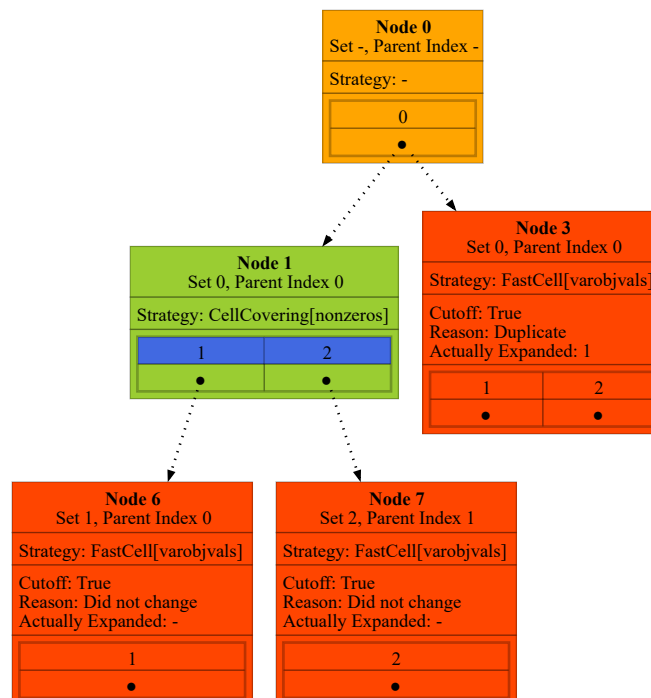 Node 0
Set -, Parent Index -
Strategy: -
0
Node 3
Set 0, Parent Index 0
Strategy: FastCell[varobjvals]
Cutoff: True
Reason: Duplicate
Actually Expanded: 1
1 2
Node 1
Set 0, Parent Index 0
Strategy: CellCovering[nonzeros]
1 2
Node 6
Set 1, Parent Index 0
Strategy: FastCell[varobjvals]
Cutoff: True
Reason: Did not change
Actually Expanded: -
1
Node 7
Set 2, Parent Index 1
Strategy: FastCell[varobjvals]
Cutoff: True
Reason: Did not change
Actually Expanded: -
2